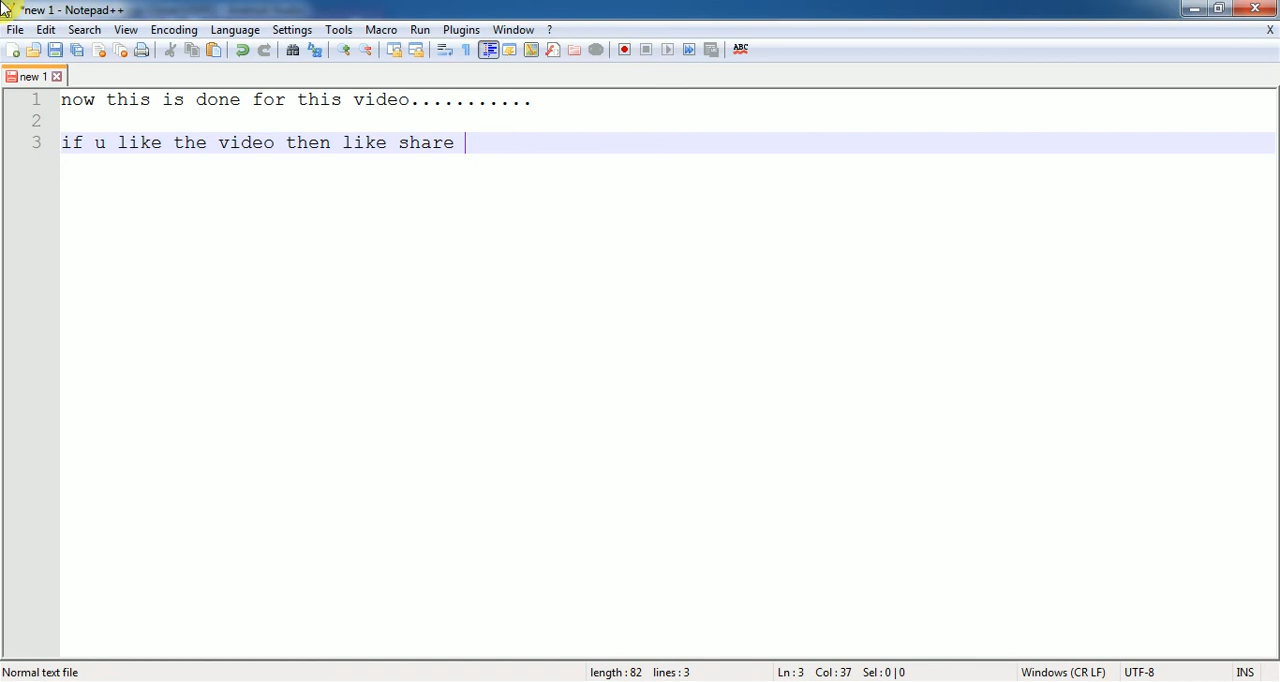 *new 1 - Notepad++
File Edit Search View Encoding Language Settings Tools Macro Run Plugins Window ? X
ABC
new 1
1 now this is done for this video...........
2
3 if u like the video then like share
Normal text file length : 82 lines : 3 Ln : 3 Col : 37 Sel : 0 | 0 Windows (CR LF) UTF-8 INS